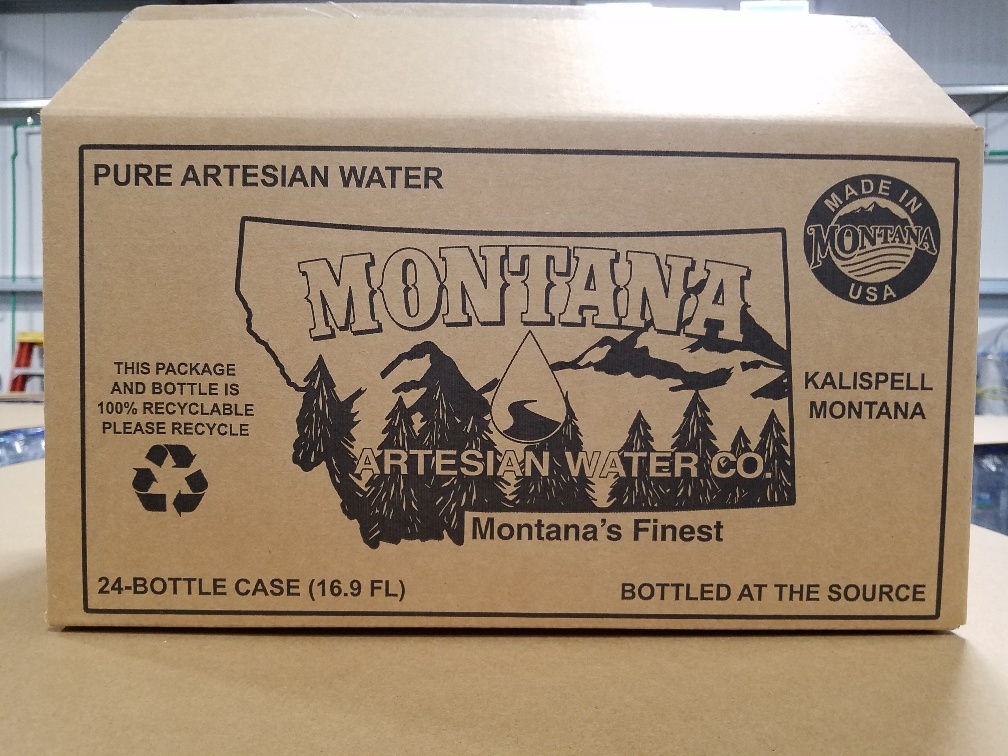 PURE ARTESIAN WATER
MADE IN
MONTANA
USA
MONTANA
ARTESIAN WATER CO.
Montana's Finest
THIS PACKAGE
AND BOTTLE IS
100% RECYCLABLE
PLEASE RECYCLE
KALISPELL
MONTANA
24-BOTTLE CASE (16.9 FL)
BOTTLED AT THE SOURCE